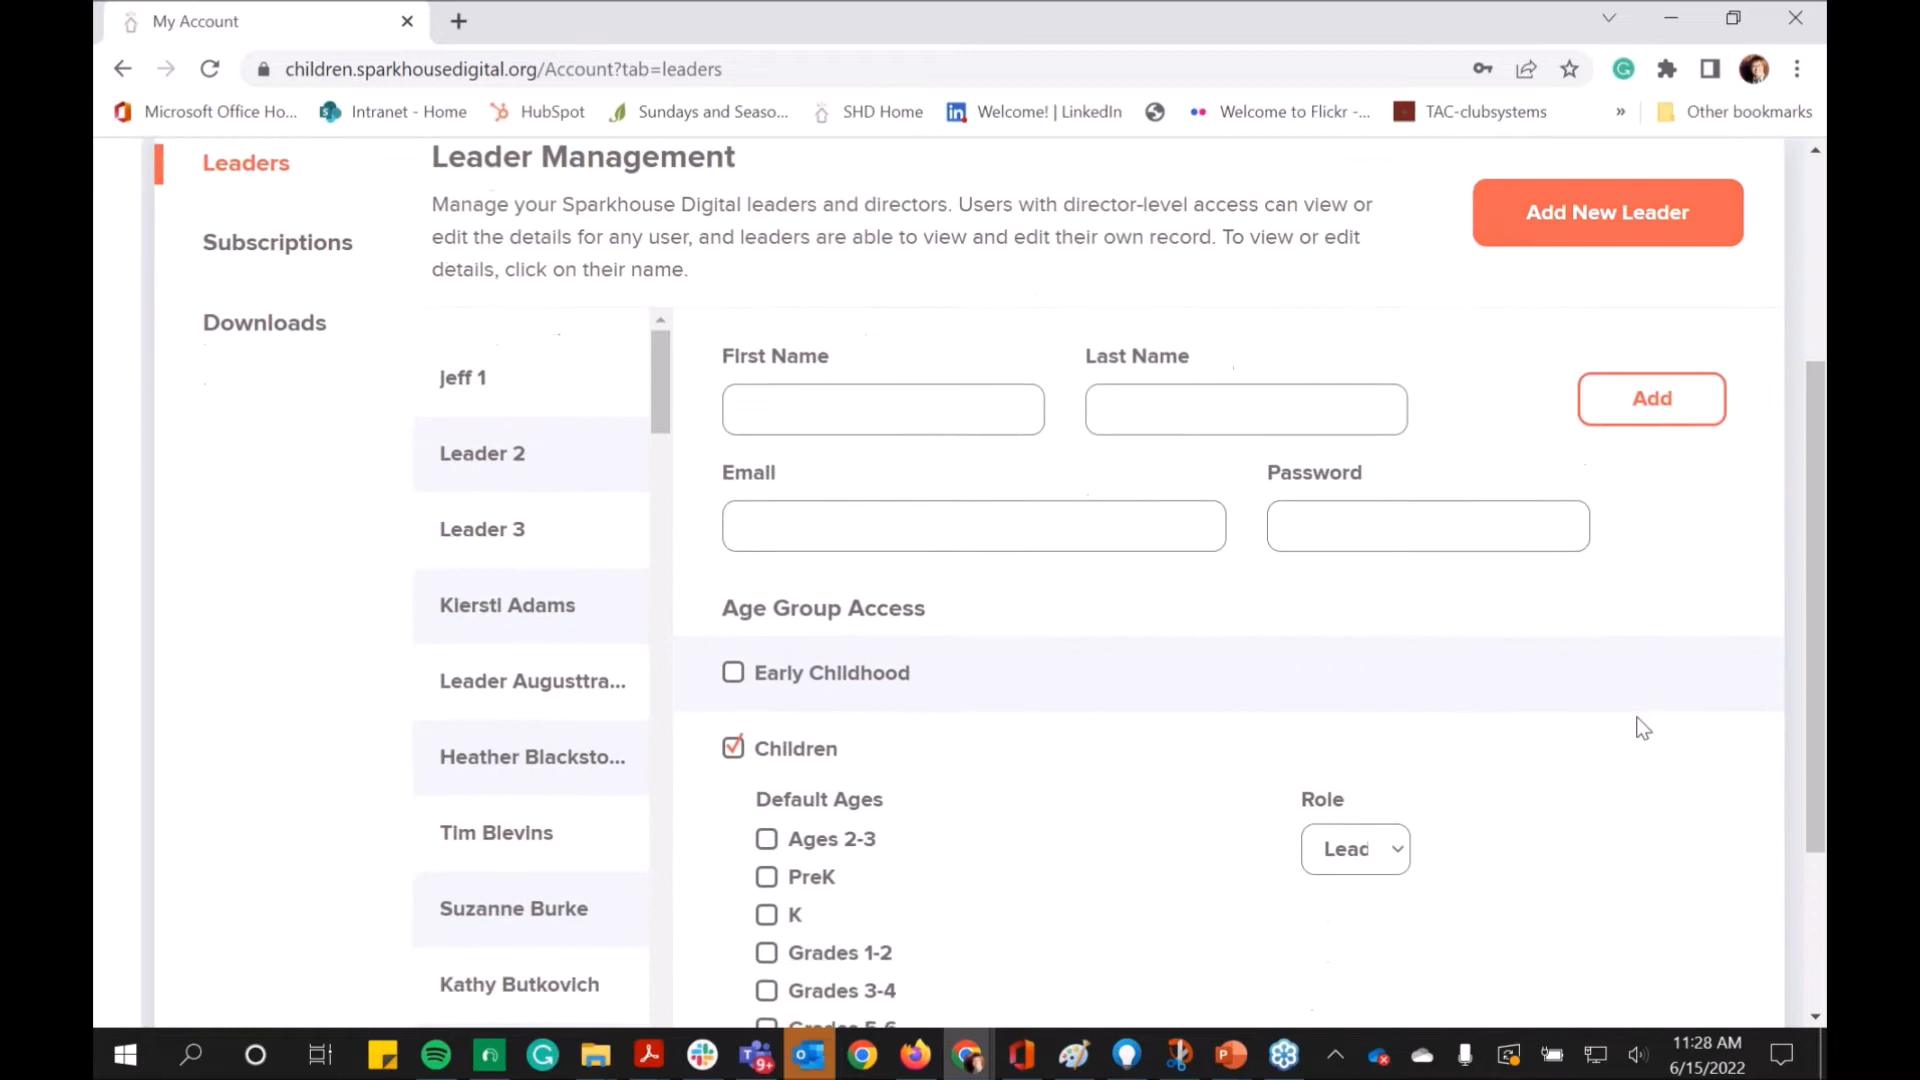 My Account
children.sparkhousedigital.org/Account?tab=leaders
Microsoft Office Ho...
Intranet - Home
HubSpot
Sundays and Seaso...
SHD Home
Welcome! | LinkedIn
Welcome to Flickr -...
TAC-clubsystems
»
Other bookmarks
Leaders
Subscriptions
Downloads
Leader Management
Manage your Sparkhouse Digital leaders and directors. Users with director-level access can view or
edit the details for any user, and leaders are able to view and edit their own record. To view or edit
details, click on their name.
Add New Leader
jeff 1
Leader 2
Leader 3
Kiersti Adams
Leader Augusttra...
Heather Blacksto...
Tim Blevins
Suzanne Burke
Kathy Butkovich
First Name
Last Name
Add
Email
Password
Age Group Access
Early Childhood
Children
Default Ages
Role
Ages 2-3
Lead
PreK
K
Grades 1-2
Grades 3-4
Grades 5-6
9+
11:28 AM
6/15/2022